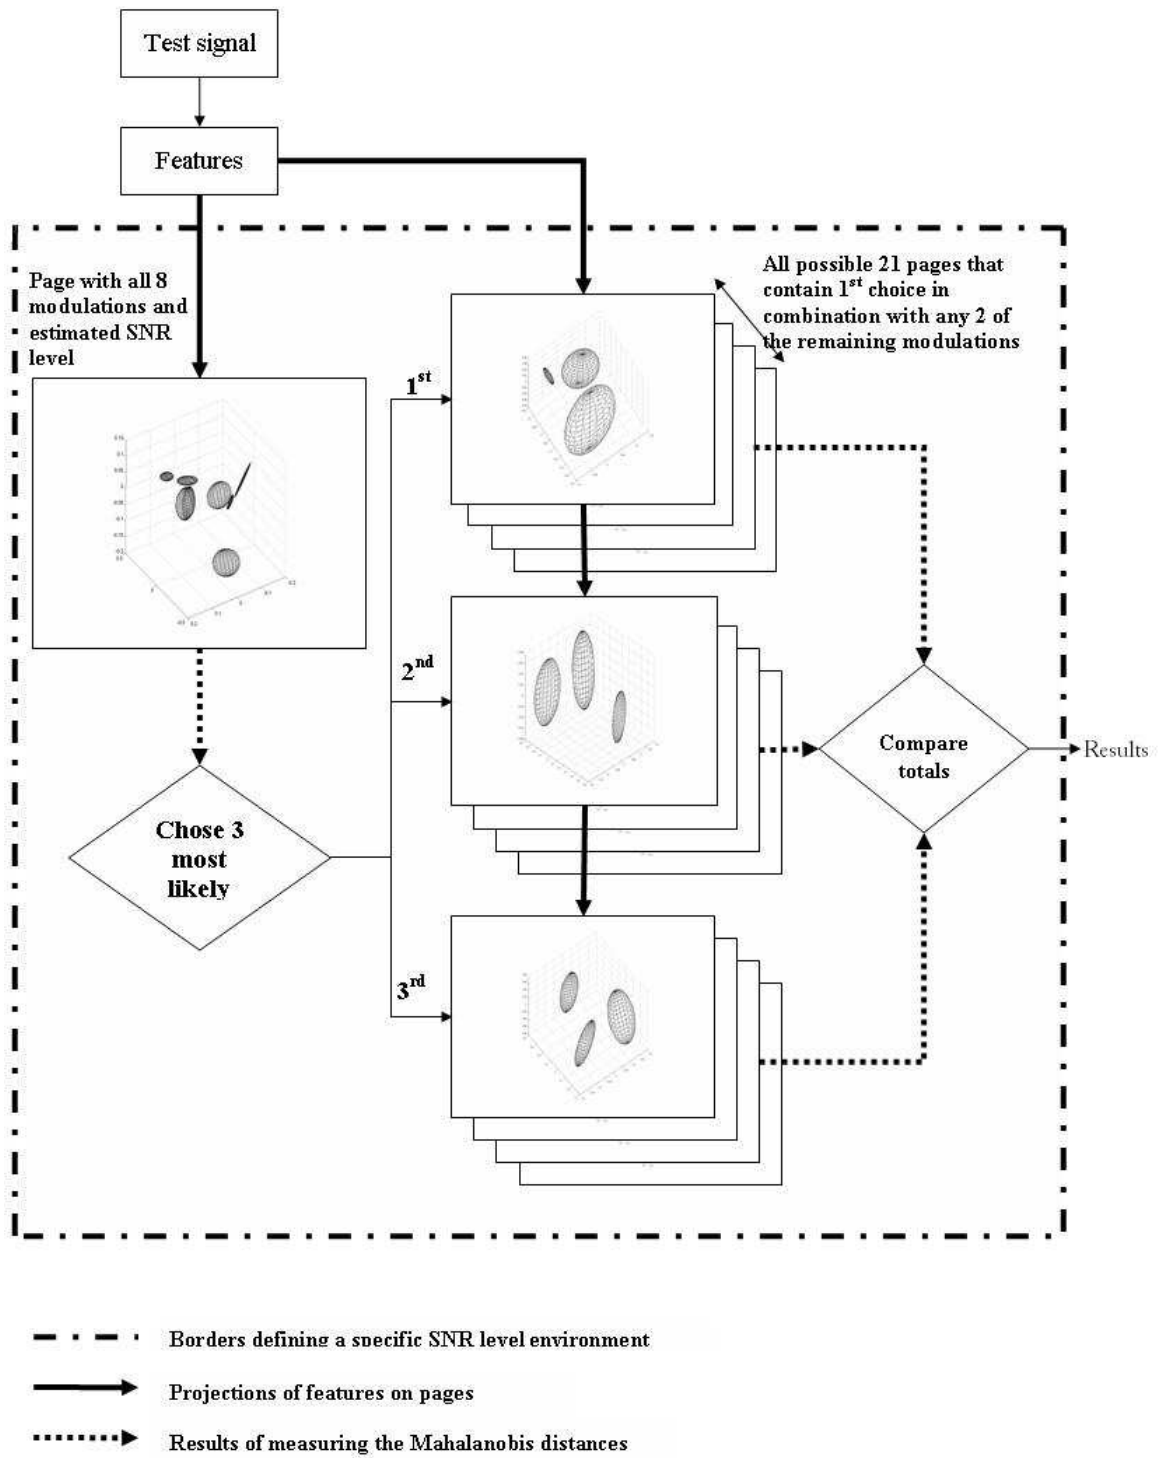 Test signal
Features
Page with all 8
modulations and
estimated SNR
level
All possible 21 pages that
contain 1st choice in
combination with any 2 of
the remaining modulations
1st
2nd
Compare
totals
Results
Chose 3
most
likely
3rd
Borders defining a specific SNR level environment
Projections of features on pages
Results of measuring the Mahalanobis distances